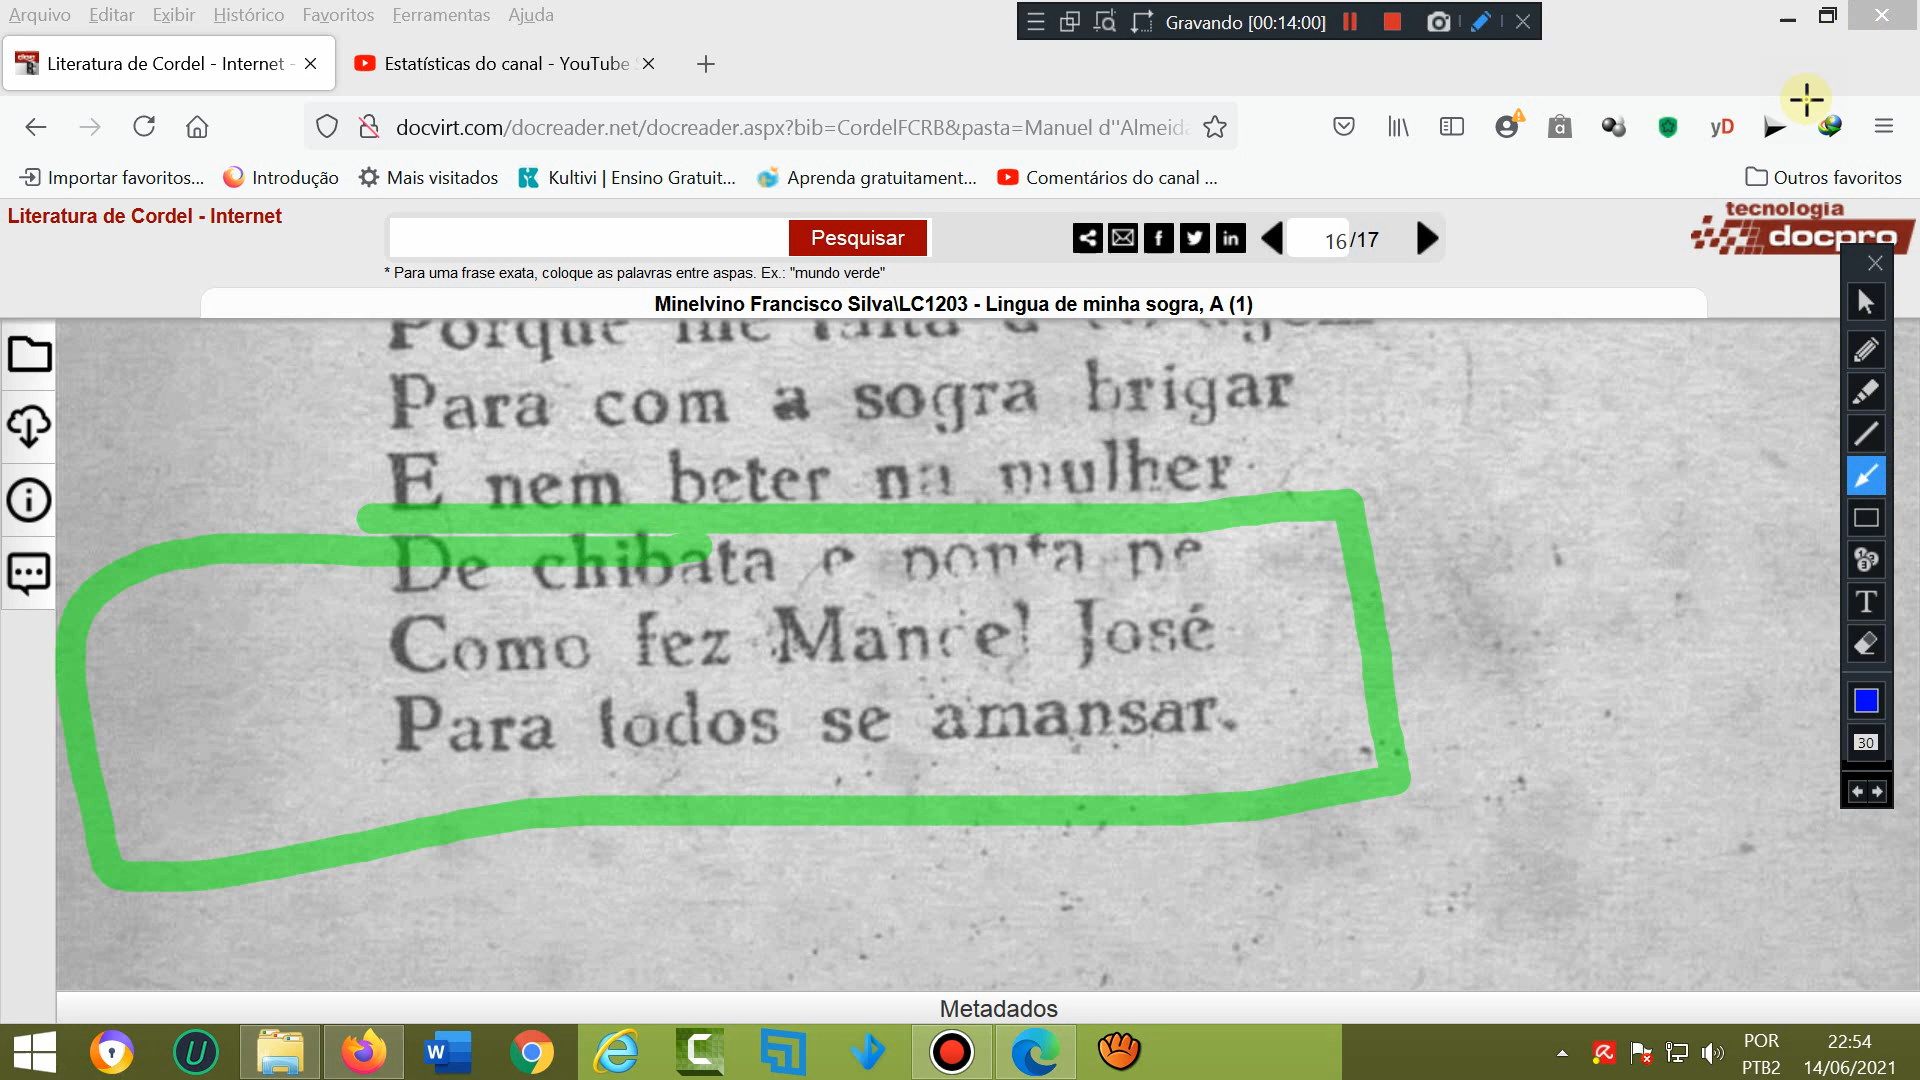 Arquivo Editar Exibir Histórico Favoritos Ferramentas Ajuda
Gravando [00:14:00]
Literatura de Cordel - Internet -
Estatísticas do canal - YouTube
docvirt.com/docreader.net/docreader.aspx?bib=CordelFCRB&pasta=Manuel d"Almeida
Importar favoritos... Introdução Mais visitados Kultivi | Ensino Gratuit... Aprenda gratuitament... Comentários do canal ... Outros favoritos
Literatura de Cordel - Internet
Pesquisar
16/17
tecnologia
docpro
* Para uma frase exata, coloque as palavras entre aspas. Ex.: "mundo verde"
Minelvino Francisco Silva\LC1203 - Lingua de minha sogra, A (1)
Porque me falta a
Para com a sogra brigar
E nem beter na mulher
De chibata e ponta pe
Como fez Manoel José
Para todos se amansar.
30
Metadados
POR
PTB2
22:54
14/06/2021